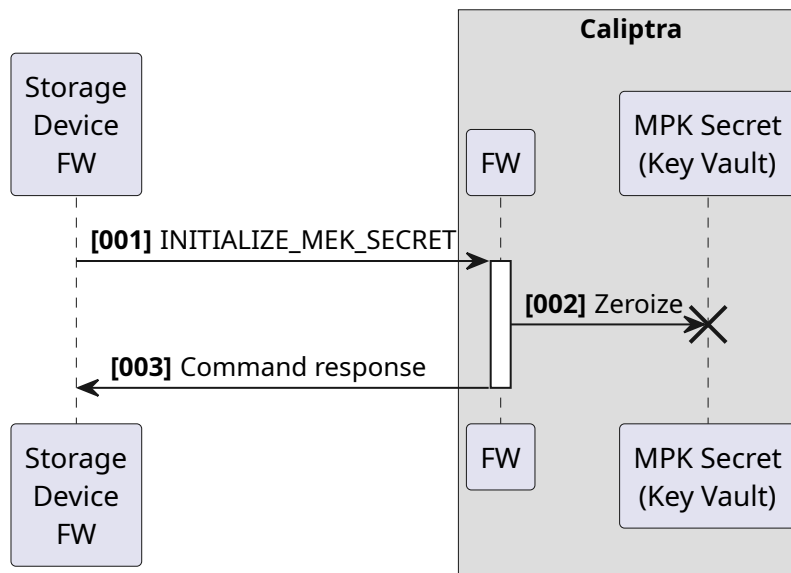 Caliptra
Storage
Device
FW
FW
MPK Secret
(Key Vault)
[001] INITIALIZE_MEK_SECRET
[002] Zeroize
[003] Command response
Storage
Device
FW
FW
MPK Secret
(Key Vault)